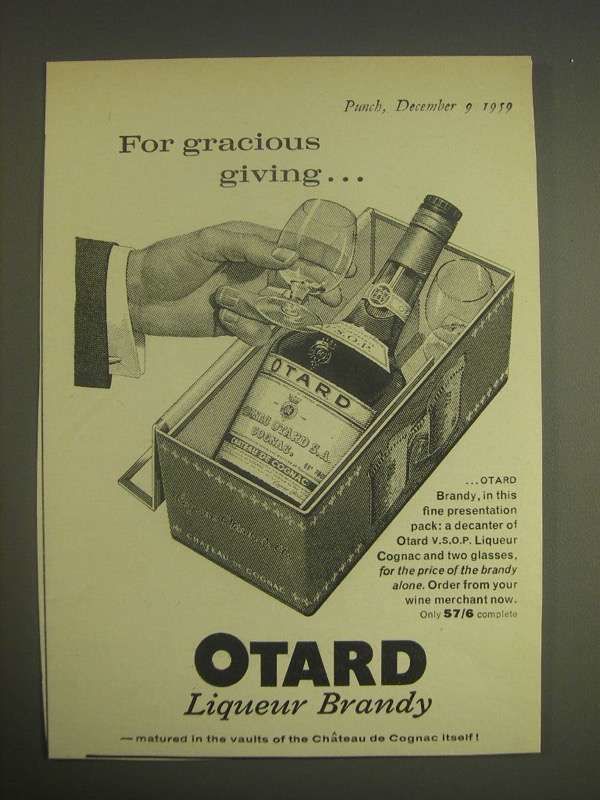 Punch, December 9 1959
For gracious
giving...
V.S.O.P
OTARD
OTARD S.A.
COGNAC.
CHATEAU DE COGNAC
CHATEAU COGNAC
...OTARD
Brandy, in this
fine presentation
pack: a decanter of
Otard V.S.O.P. Liqueur
Cognac and two glasses,
for the price of the brandy
alone. Order from your
wine merchant now.
Only 57/6 complete
OTARD
Liqueur Brandy
—matured in the vaults of the Château de Cognac itself!